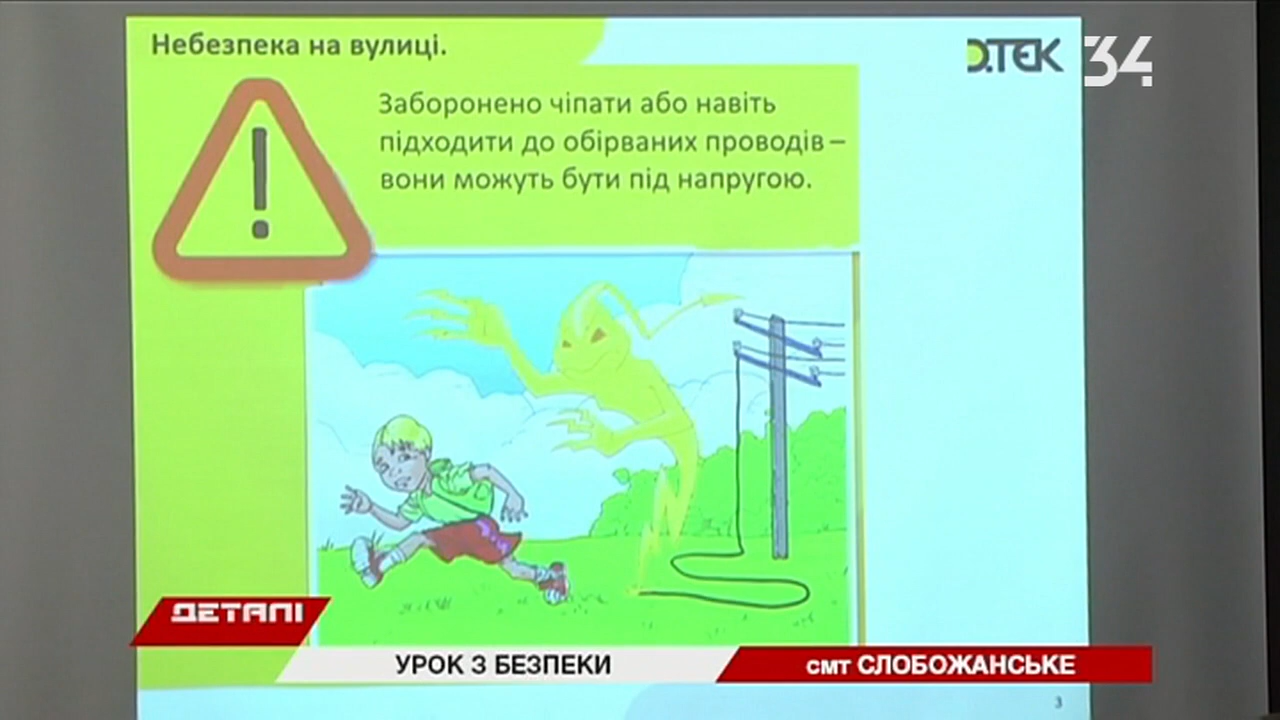 Небезпека на вулиці.
ДТЕК
34
Заборонено чіпати або навіть
підходити до обірваних проводів –
вони можуть бути під напругою.
ДЕТАЛІ
УРОК З БЕЗПЕКИ
смт СЛОБОЖАНСЬКЕ
3